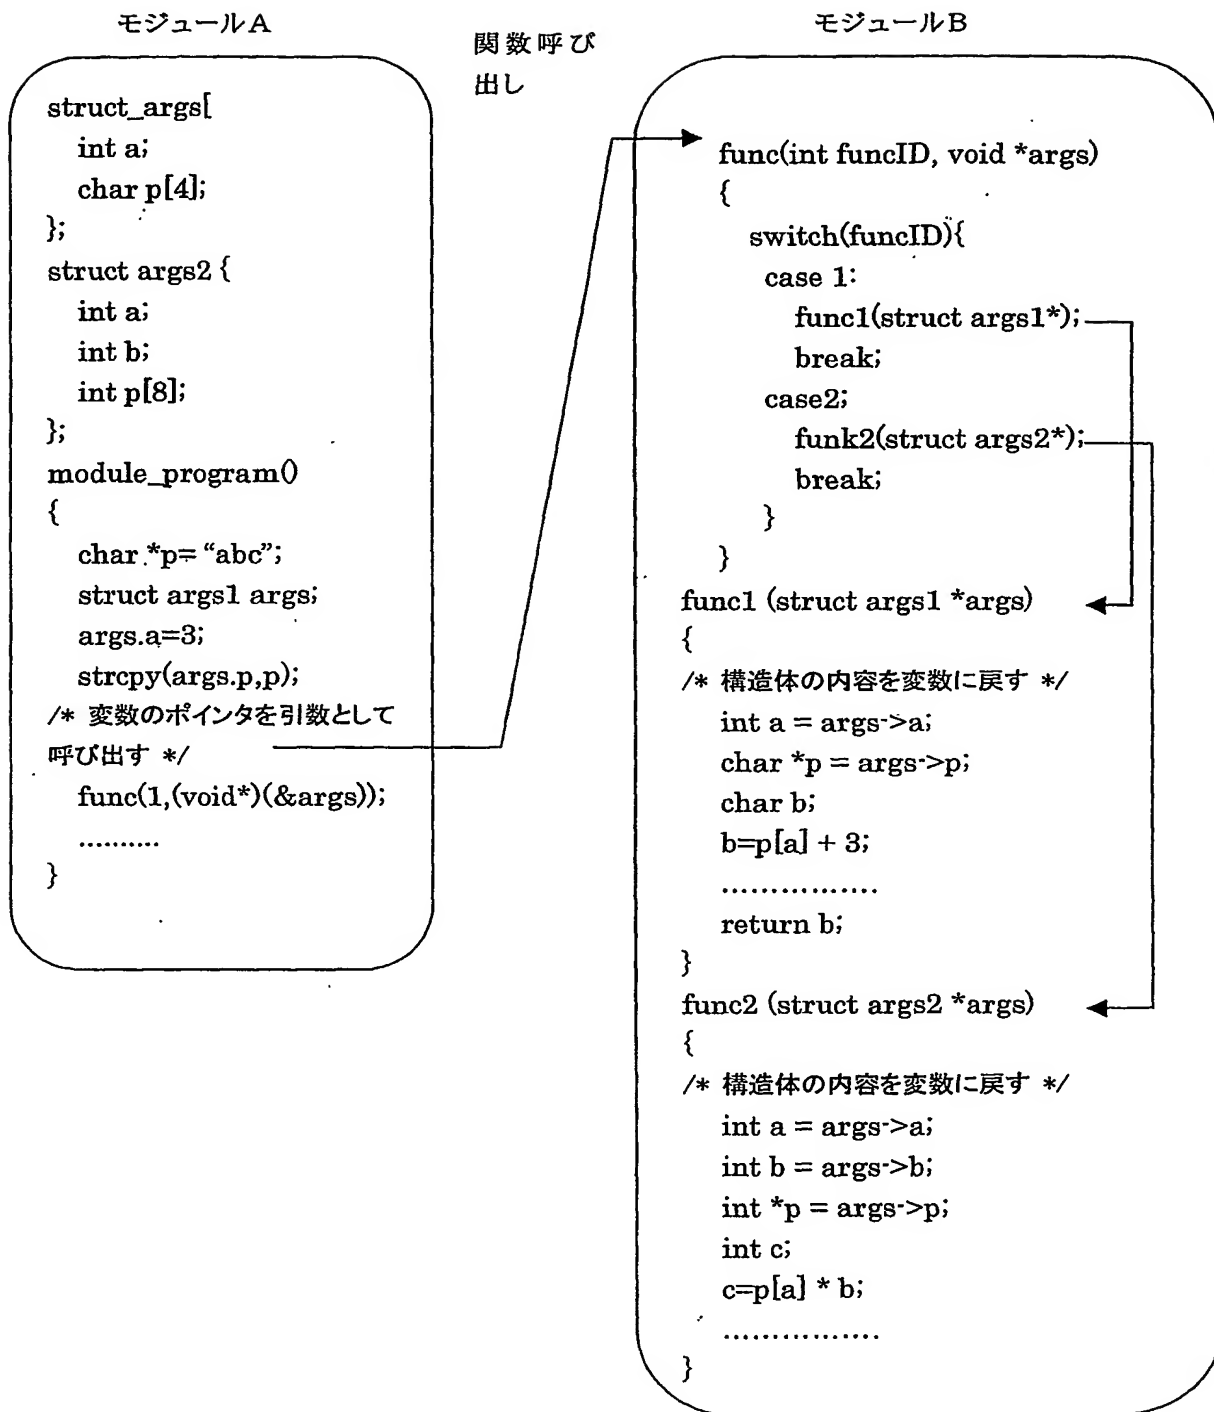 モジュールA
struct_args[
int a;
char p[4];
};
struct args2 {
int a;
int b;
int p[8];
};
module_program()
{
char *p= “abc”;
struct args1 args;
args.a=3;
strcpy(args.p,p);
/* 変数のポインタを引数として
呼び出す */
func(1,(void*)(&args));
..........
}
関数呼び
出し
モジュールB
func(int funcID, void *args)
{
switch(funcID){
case 1:
func1(struct args1*);
break;
case2;
funk2(struct args2*);
break;
}
}
func1 (struct args1 *args)
{
/* 構造体の内容を変数に戻す */
int a = args->a;
char *p = args->p;
char b;
b=p[a] + 3;
................
return b;
}
func2 (struct args2 *args)
{
/* 構造体の内容を変数に戻す */
int a = args->a;
int b = args->b;
int *p = args->p;
int c;
c=p[a] * b;
................
}